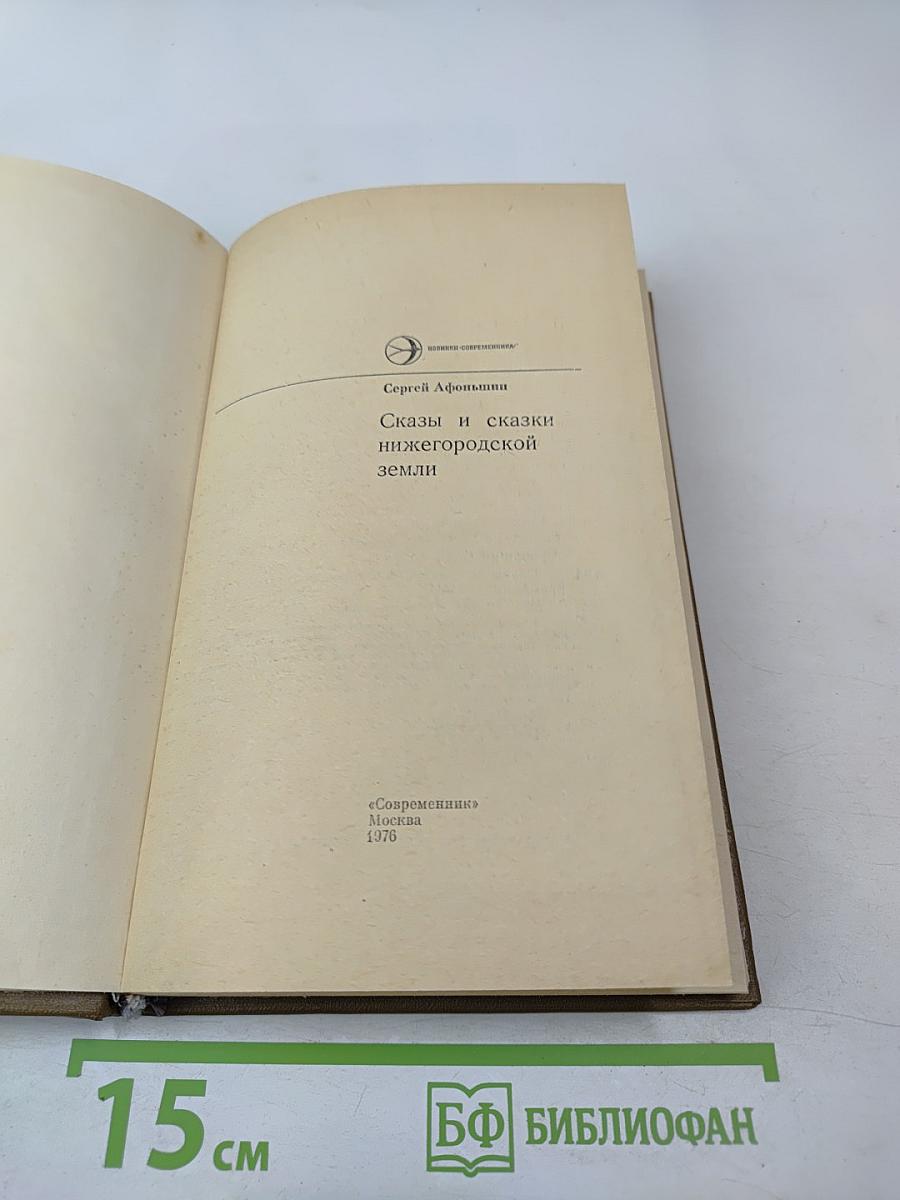 НОВИНКИ «СОВРЕМЕННИКА»
Сергей Афоньшин
Сказы и сказки
нижегородской
земли
«Современник»
Москва
1976
15 см
БФ БИБЛИОФАН